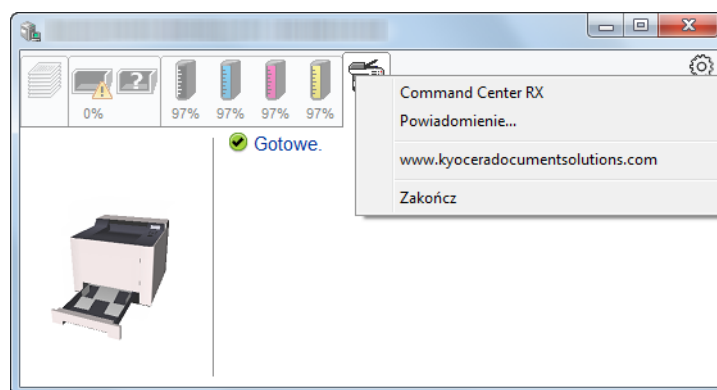 0%
97%
97%
97%
97%
Command Center RX
Powiadomienie...
www.kyoceradocumentsolutions.com
Zakończ
Gotowe.